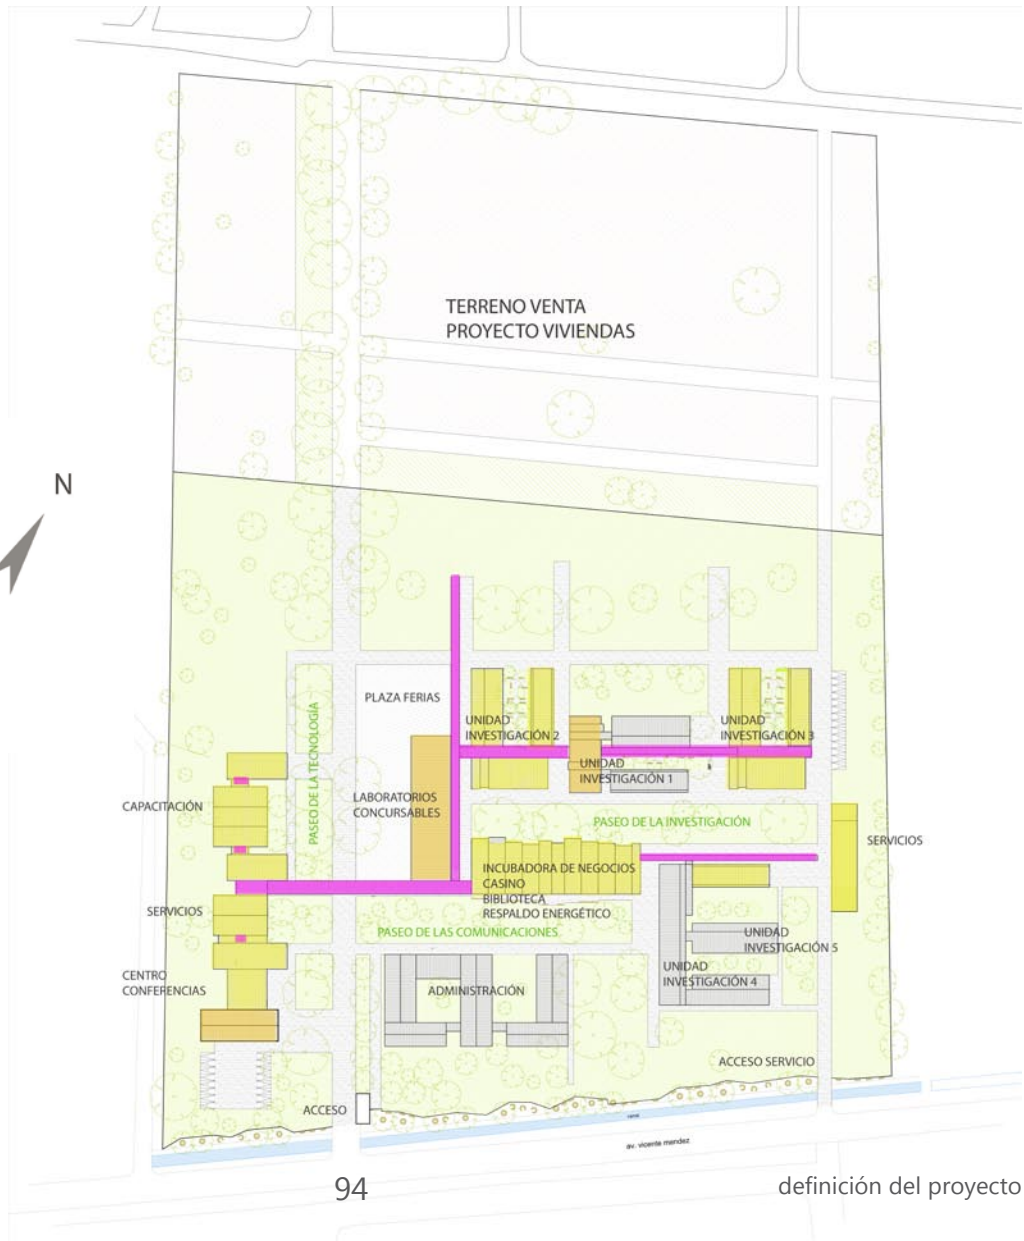 TERRENO VENTA
PROYECTO VIVIENDAS
N
PLAZA FERIAS
PASEO DE LA TECNOLOGÍA
UNIDAD
INVESTIGACIÓN 2
UNIDAD
INVESTIGACIÓN 3
UNIDAD
INVESTIGACIÓN 1
CAPACITACIÓN
LABORATORIOS
CONCURSABLES
PASEO DE LA INVESTIGACIÓN
SERVICIOS
INCUBADORA DE NEGOCIOS
CASINO
BIBLIOTECA
RESPALDO ENERGÉTICO
SERVICIOS
PASEO DE LAS COMUNICACIONES
UNIDAD
INVESTIGACIÓN 5
CENTRO
CONFERENCIAS
UNIDAD
INVESTIGACIÓN 4
ADMINISTRACIÓN
ACCESO SERVICIO
ACCESO
av. vicente mendez
94
definición del proyecto